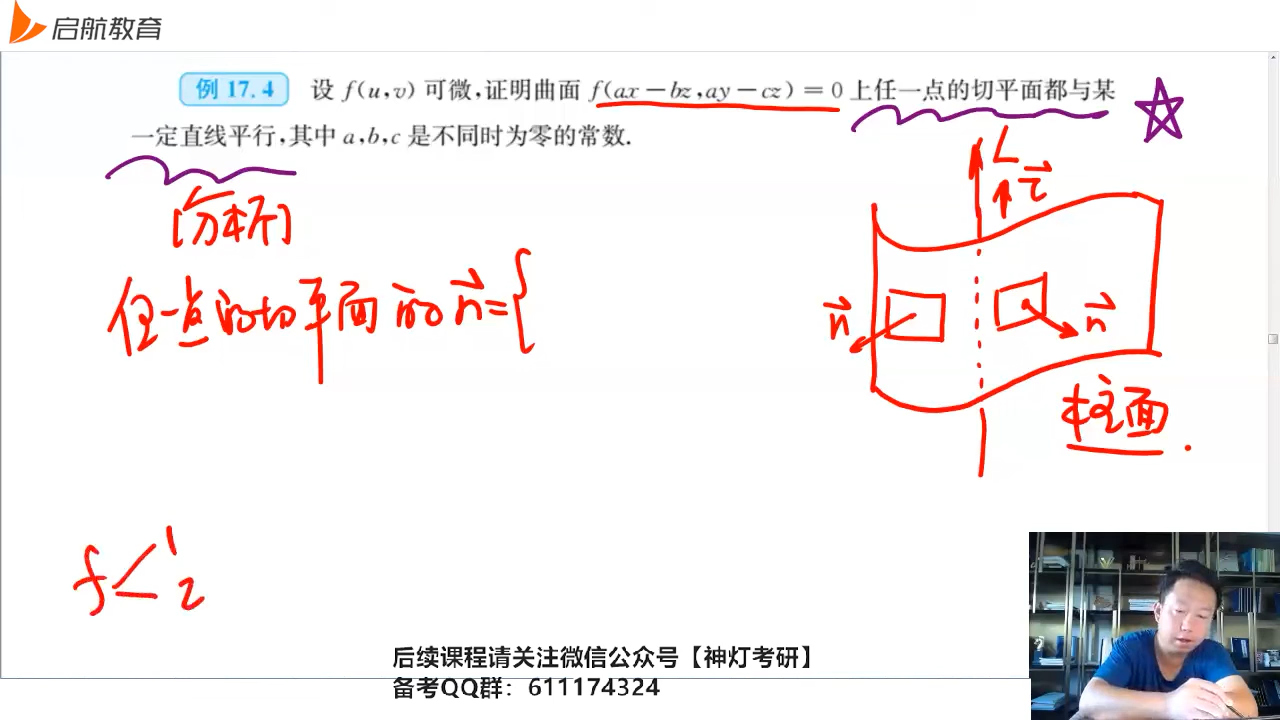 启航教育
例 17.4 设 f(u,v) 可微,证明曲面 f(ax-bz,ay-cz)=0 上任一点的切平面都与某
一定直线平行,其中 a,b,c 是不同时为零的常数.
[分析]
任一点的切平面的 n⃗={
L
τ⃗
n⃗
n⃗
柱面.
f<1
2
后续课程请关注微信公众号【神灯考研】
备考QQ群：611174324